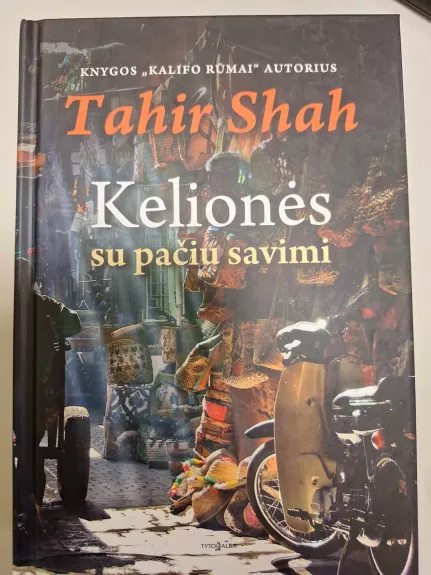 KNYGOS „KALIFO RŪMAI“ AUTORIUS
Tahir Shah
Kelionės
su pačiu savimi
TYTO ALBA